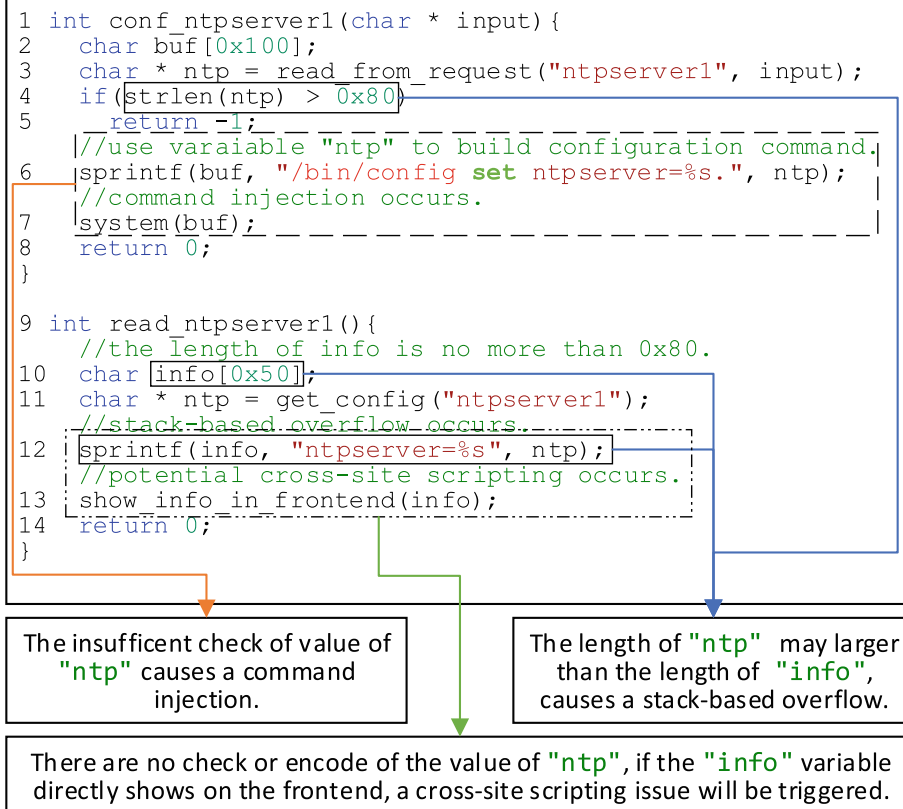 1 int conf_ntpserver1(char * input){
2 char buf[0x100];
3 char * ntp = read_from_request("ntpserver1", input);
4 if(strlen(ntp) > 0x80)
5 return -1;
//use varaiable "ntp" to build configuration command.
6 sprintf(buf, "/bin/config set ntpserver=%s.", ntp);
//command injection occurs.
7 system(buf);
8 return 0;
}
9 int read_ntpserver1(){
//the length of info is no more than 0x80.
10 char info[0x50];
11 char * ntp = get_config("ntpserver1");
//stack-based overflow occurs.
12 sprintf(info, "ntpserver=%s", ntp);
//potential cross-site scripting occurs.
13 show_info_in_frontend(info);
14 return 0;
}
The insufficent check of value of
"ntp" causes a command
injection.
The length of "ntp" may larger
than the length of "info",
causes a stack-based overflow.
There are no check or encode of the value of "ntp", if the "info" variable
directly shows on the frontend, a cross-site scripting issue will be triggered.